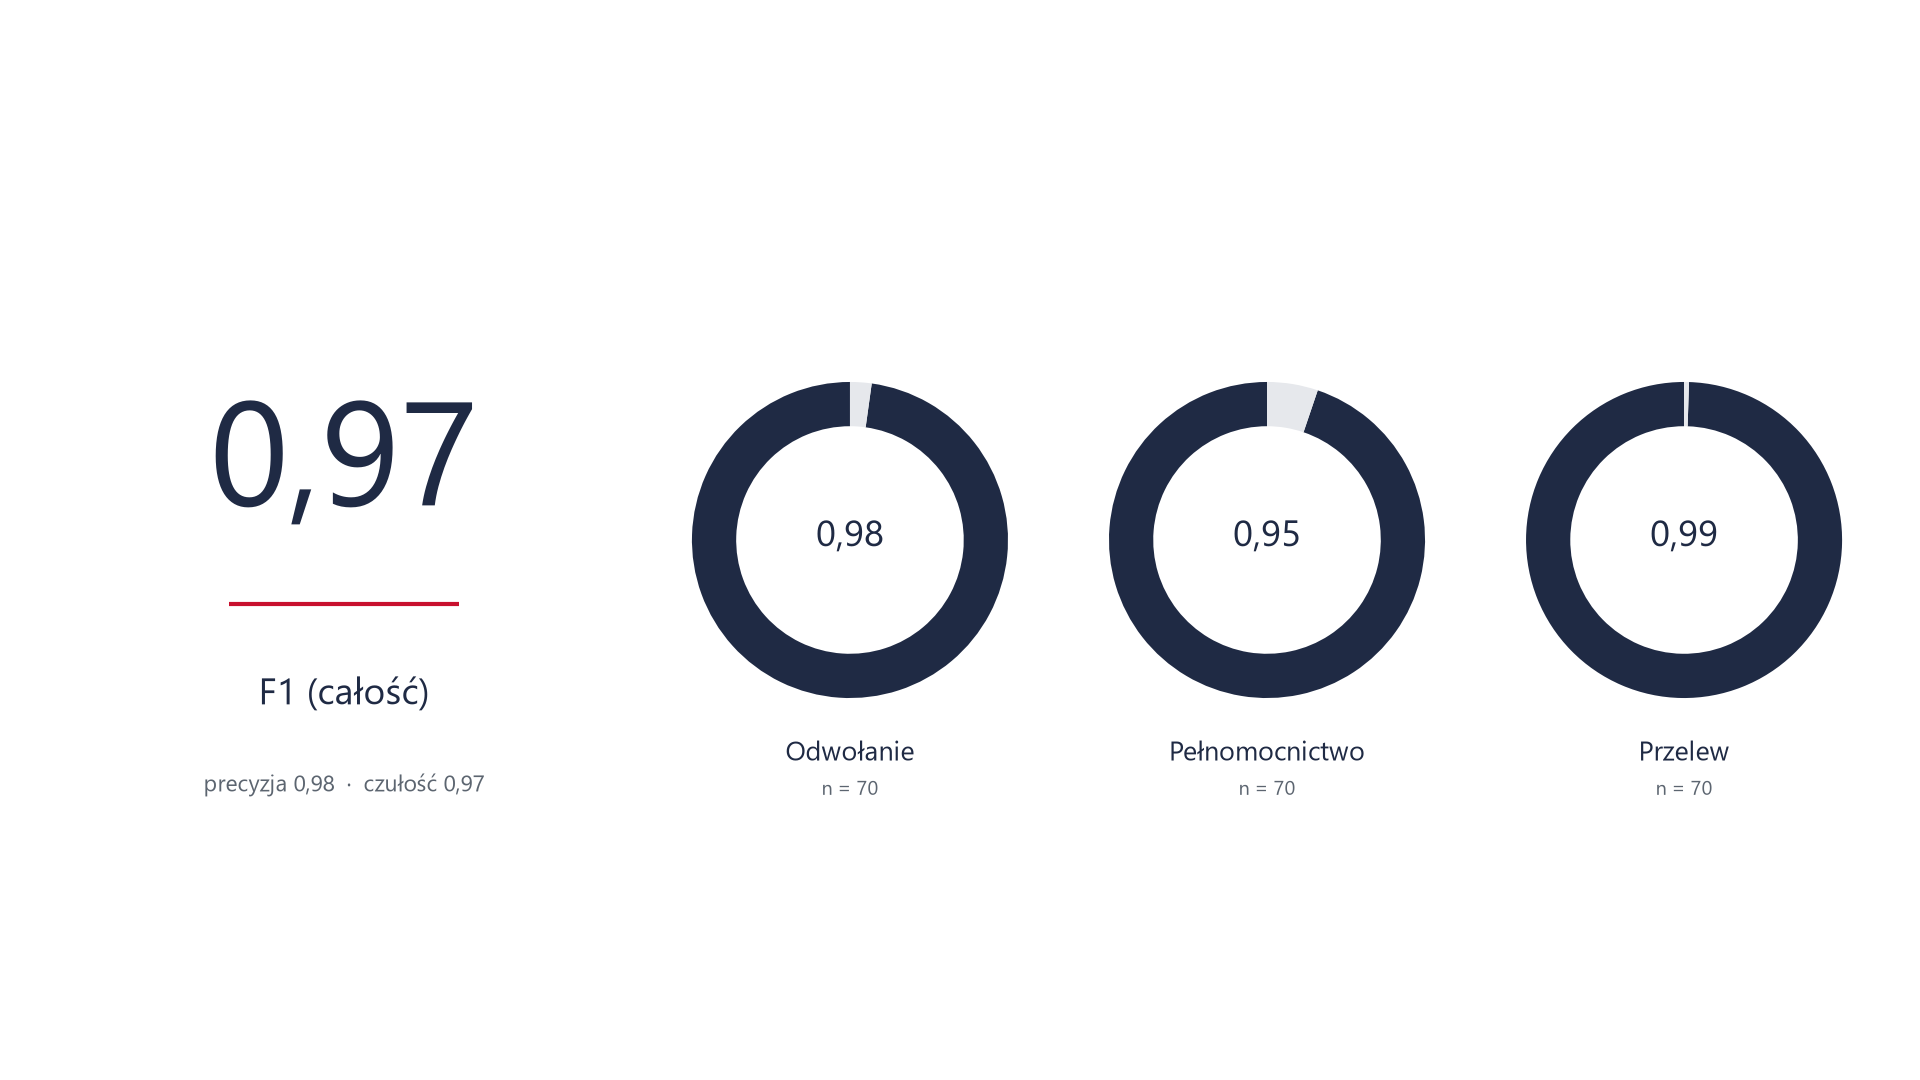 0,97
F1 (całość)
precyzja 0,98 · czułość 0,97
0,98
Odwołanie
n = 70
0,95
Pełnomocnictwo
n = 70
0,99
Przelew
n = 70